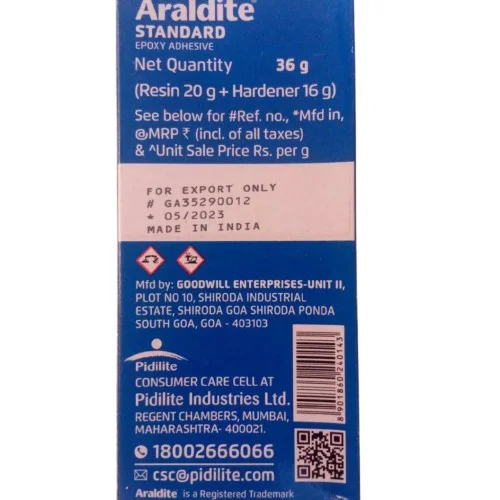 Araldite®
STANDARD
EPOXY ADHESIVE
Net Quantity 36 g
(Resin 20 g + Hardener 16 g)
See below for #Ref. no., *Mfd in,
@MRP ₹ (incl. of all taxes)
& ^Unit Sale Price Rs. per g
FOR EXPORT ONLY
# GA35290012
* 05/2023
MADE IN INDIA
Mfd by: GOODWILL ENTERPRISES-UNIT II,
PLOT NO 10, SHIRODA INDUSTRIAL
ESTATE, SHIRODA GOA SHIRODA PONDA
SOUTH GOA, GOA - 403103
Pidilite
CONSUMER CARE CELL AT
Pidilite Industries Ltd.
REGENT CHAMBERS, MUMBAI,
MAHARASHTRA- 400021.
18002666066
csc@pidilite.com
Araldite is a Registered Trademark
8 901860 240143